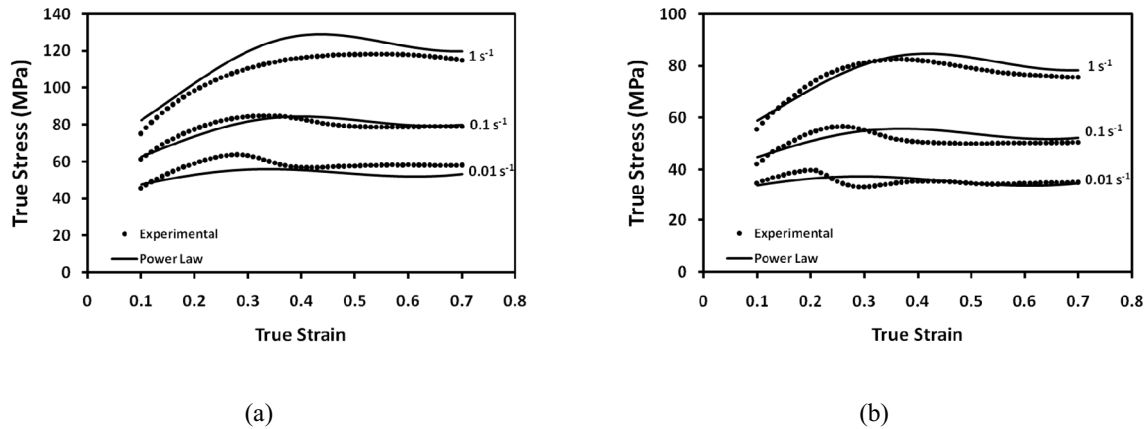 140
120
100
80
60
40
20
0
True Stress (MPa)
1 s-1
0.1 s-1
0.01 s-1
Experimental
Power Law
0 0.1 0.2 0.3 0.4 0.5 0.6 0.7 0.8
True Strain
(a)
100
80
60
40
20
0
True Stress (MPa)
1 s-1
0.1 s-1
0.01 s-1
Experimental
Power Law
0 0.1 0.2 0.3 0.4 0.5 0.6 0.7 0.8
True Strain
(b)